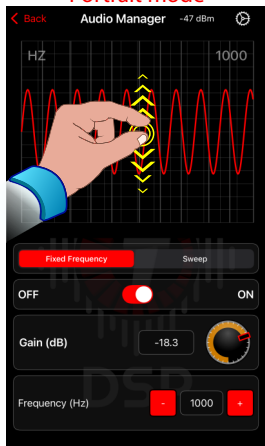 Portrait mode
Back Audio Manager -47 dBm
HZ 1000
Fixed Frequency Sweep
OFF ON
Gain (dB) -18.3
DSP
Frequency (Hz) - 1000 +